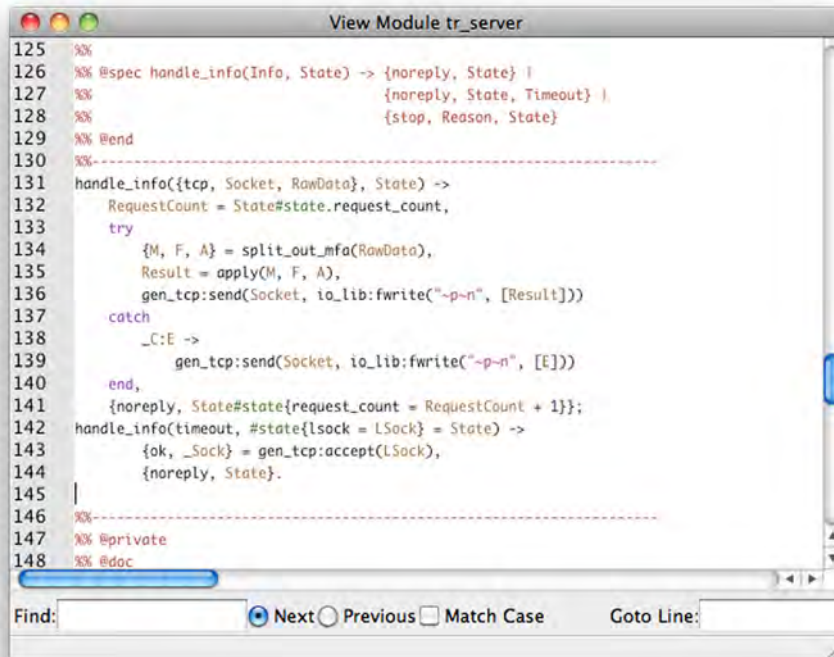 View Module tr_server
125 %%
126 %% @spec handle_info(Info, State) -> {noreply, State} |
127 %%                                   {noreply, State, Timeout} |
128 %%                                   {stop, Reason, State}
129 %% @end
130 %%--------------------------------------------------------------------
131 handle_info({tcp, Socket, RawData}, State) ->
132     RequestCount = State#state.request_count,
133     try
134         {M, F, A} = split_out_mfa(RawData),
135         Result = apply(M, F, A),
136         gen_tcp:send(Socket, io_lib:fwrite("~p~n", [Result]))
137     catch
138         _C:E ->
139             gen_tcp:send(Socket, io_lib:fwrite("~p~n", [E]))
140     end,
141     {noreply, State#state{request_count = RequestCount + 1}};
142 handle_info(timeout, #state{lsock = LSock} = State) ->
143         {ok, _Sock} = gen_tcp:accept(LSock),
144         {noreply, State}.
145
146 %%--------------------------------------------------------------------
147 %% @private
148 %% @doc
Find: Next Previous Match Case Goto Line: